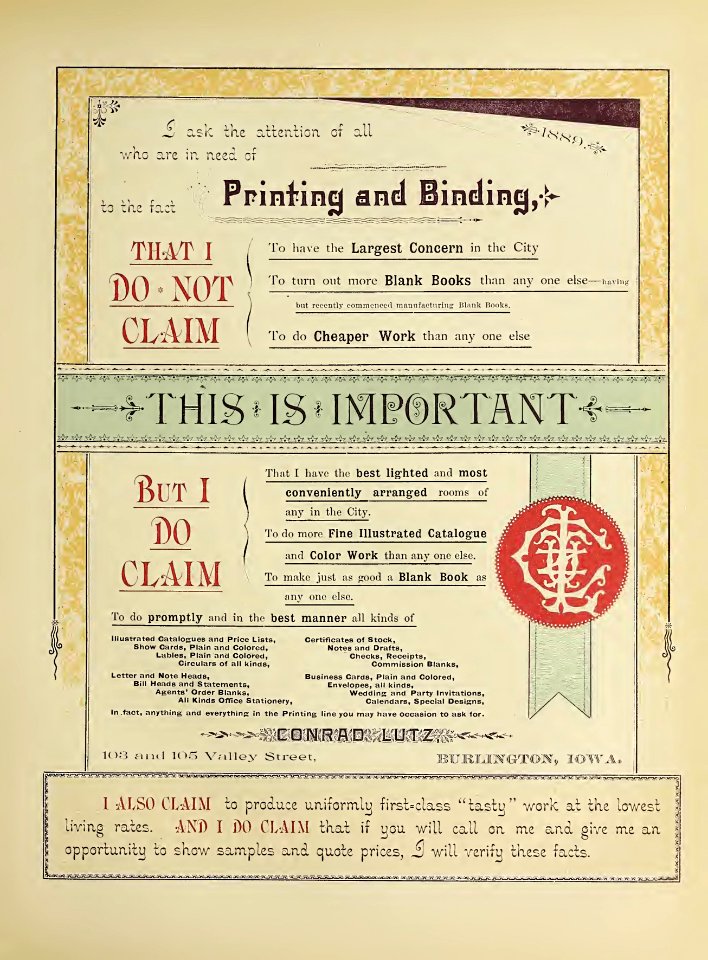 I ask the attention of all
who are in need of
1889.
Printing and Binding,
to the fact
THAT I
DO NOT
CLAIM
To have the Largest Concern in the City
To turn out more Blank Books than any one else—having
but recently commenced manufacturing Blank Books.
To do Cheaper Work than any one else
THIS IS IMPORTANT
BUT I
DO
CLAIM
That I have the best lighted and most
conveniently arranged rooms of
any in the City.
To do more Fine Illustrated Catalogue
and Color Work than any one else.
To make just as good a Blank Book as
any one else.
To do promptly and in the best manner all kinds of
Illustrated Catalogues and Price Lists,
Show Cards, Plain and Colored,
Lables, Plain and Colored,
Circulars of all kinds,
Letter and Note Heads,
Bill Heads and Statements,
Agents' Order Blanks,
All Kinds Office Stationery,
Certificates of Stock,
Notes and Drafts,
Checks, Receipts,
Commission Blanks,
Business Cards, Plain and Colored,
Envelopes, all kinds,
Wedding and Party Invitations,
Calendars, Special Designs,
In fact, anything and everything in the Printing line you may have occasion to ask for.
CONRAD LUTZ,
103 and 105 Valley Street, BURLINGTON, IOWA.
I ALSO CLAIM to produce uniformly first-class "tasty" work at the lowest
living rates. AND I DO CLAIM that if you will call on me and give me an
opportunity to show samples and quote prices, I will verify these facts.